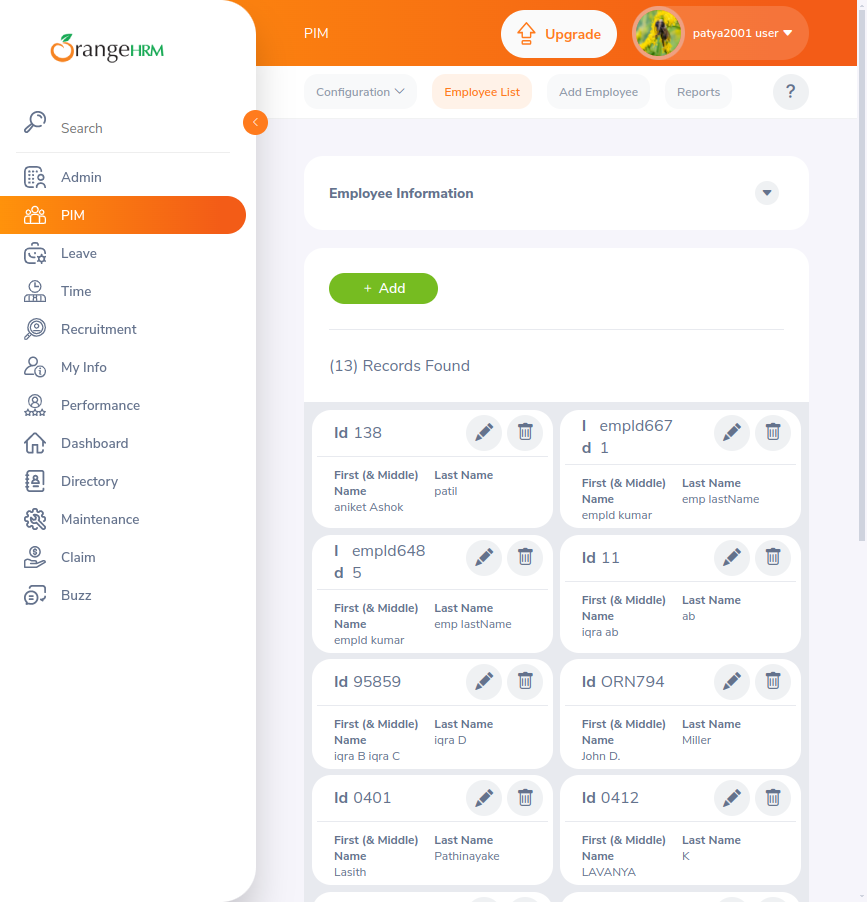 OrangeHRM
PIM
Upgrade
patya2001 user
Configuration
Employee List
Add Employee
Reports
?
Search
Admin
PIM
Leave
Time
Recruitment
My Info
Performance
Dashboard
Directory
Maintenance
Claim
Buzz
Employee Information
+ Add
(13) Records Found
Id 138
First (& Middle) Last Name
Name
patil
aniket Ashok
I empId667
d 1
First (& Middle) Last Name
Name
emp lastName
empId kumar
I empId648
d 5
First (& Middle) Last Name
Name
emp lastName
empId kumar
Id 11
First (& Middle) Last Name
Name
ab
iqra ab
Id 95859
First (& Middle) Last Name
Name
iqra D
iqra B iqra C
Id ORN794
First (& Middle) Last Name
Name
Miller
John D.
Id 0401
First (& Middle) Last Name
Name
Pathinayake
Lasith
Id 0412
First (& Middle) Last Name
Name
K
LAVANYA